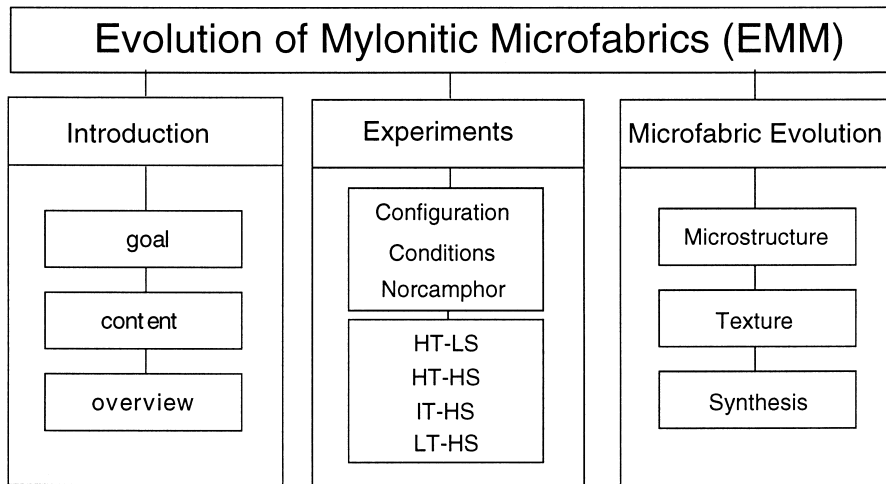 Evolution of Mylonitic Microfabrics (EMM)
Introduction
goal
content
overview
Experiments
Configuration
Conditions
Norcamphor
HT-LS
HT-HS
IT-HS
LT-HS
Microfabric Evolution
Microstructure
Texture
Synthesis